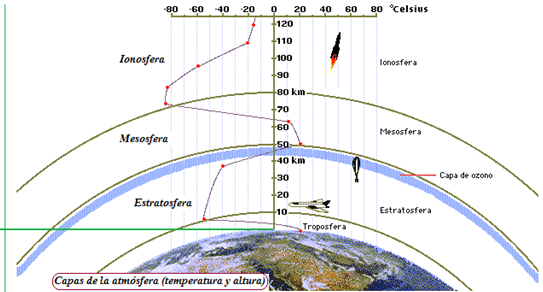 -80 -60 -40 -20 0 20 40 60 80 °Celsius
120
110
100
90
80 km
70
60
50
40 km
30
20
10
Ionosfera
Ionosfera
Mesosfera
Mesosfera
Capa de ozono
Estratosfera
Estratosfera
Troposfera
Capas de la atmósfera (temperatura y altura)